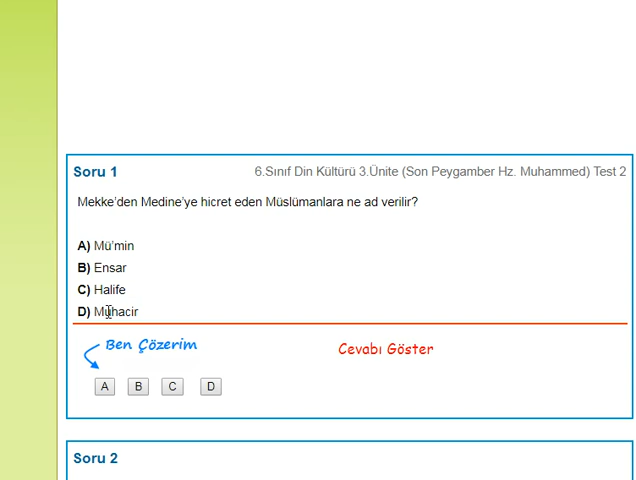 Soru 1
6.Sınıf Din Kültürü 3.Ünite (Son Peygamber Hz. Muhammed) Test 2
Mekke'den Medine'ye hicret eden Müslümanlara ne ad verilir?
A) Mü'min
B) Ensar
C) Halife
D) Muhacir
Ben Çözerim
Cevabı Göster
A B C D
Soru 2